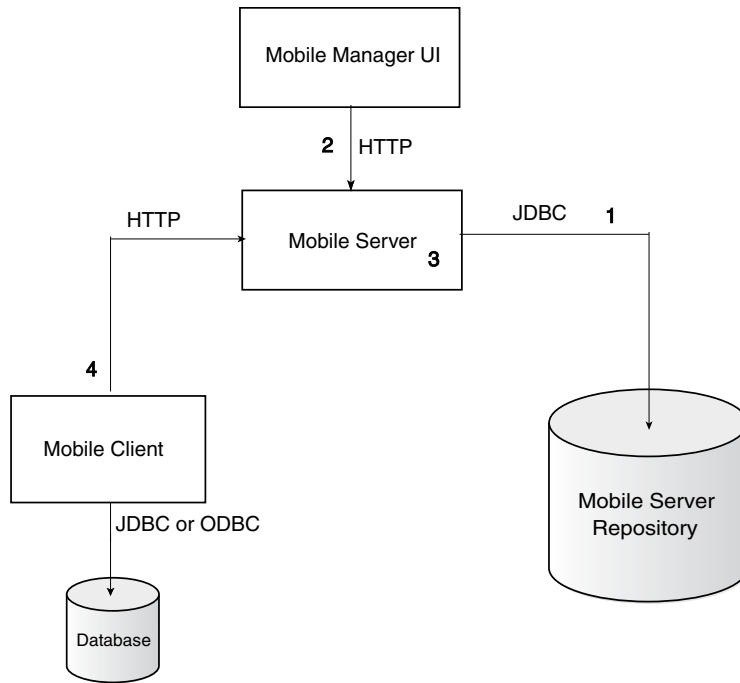 Mobile Manager UI
2
HTTP
HTTP
Mobile Server
3
JDBC
1
4
Mobile Client
JDBC or ODBC
Database
Mobile Server
Repository